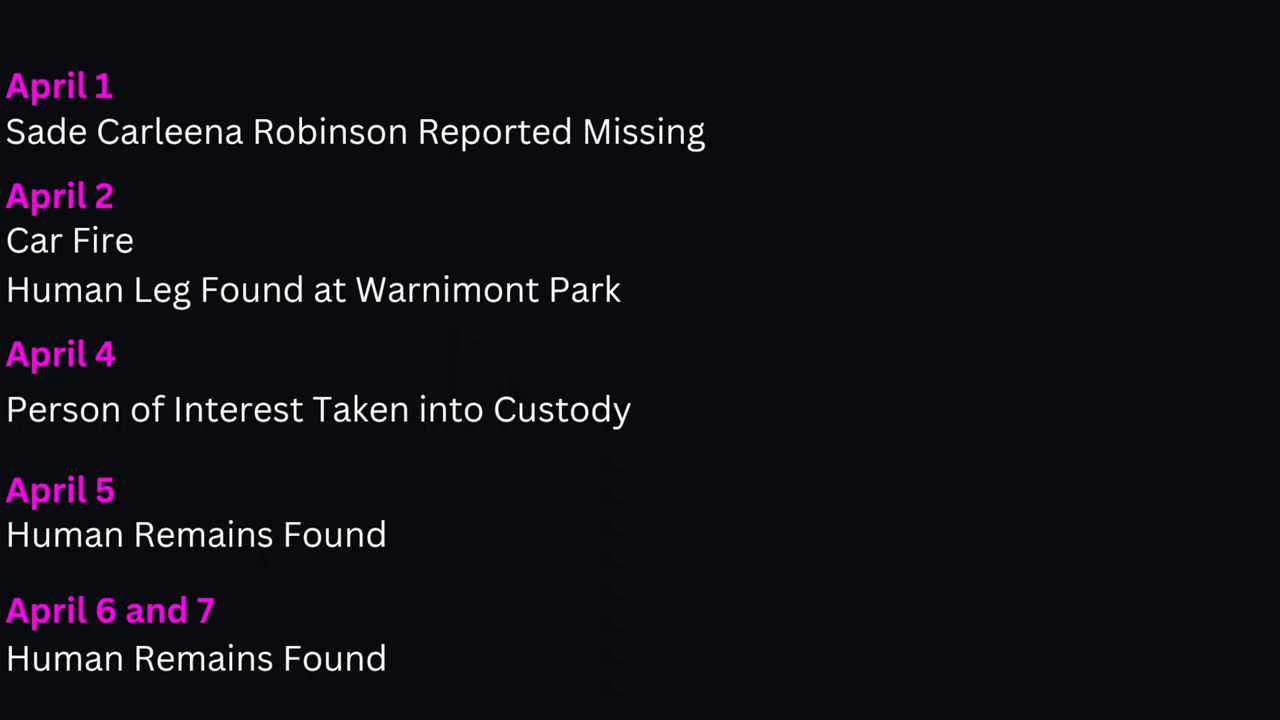 April 1
Sade Carleena Robinson Reported Missing
April 2
Car Fire
Human Leg Found at Warnimont Park
April 4
Person of Interest Taken into Custody
April 5
Human Remains Found
April 6 and 7
Human Remains Found